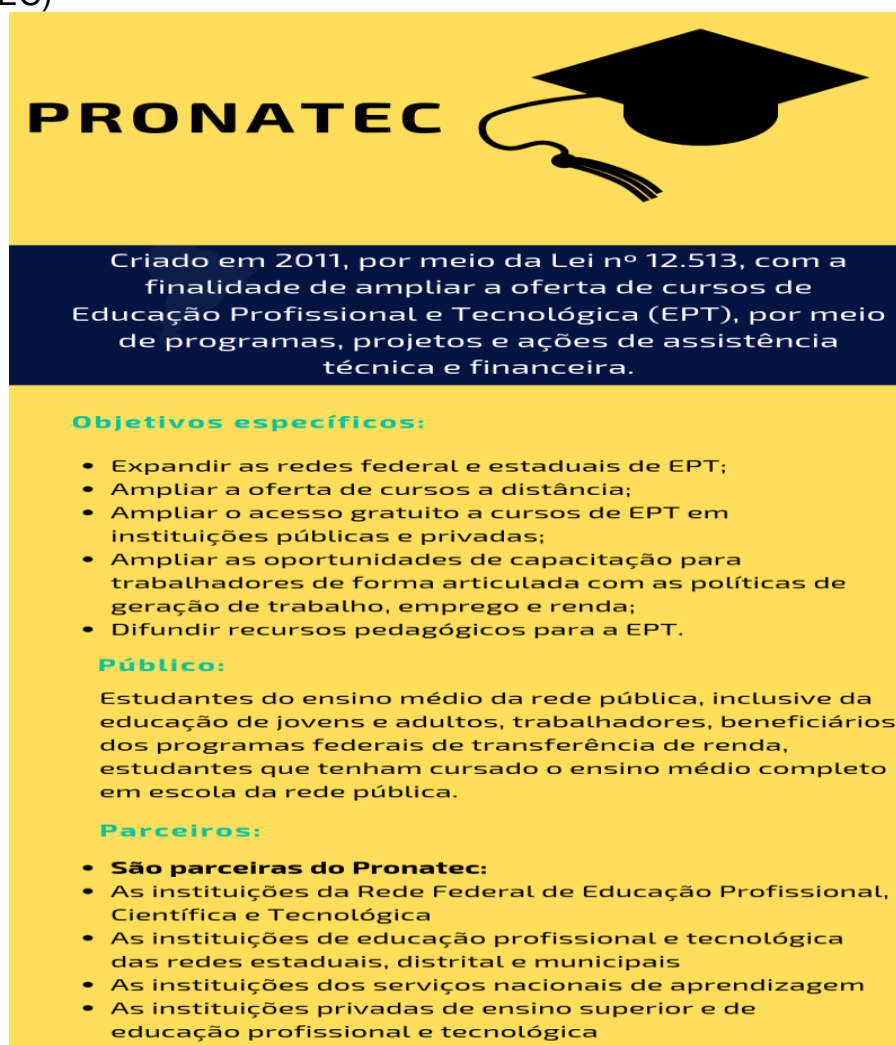 PRONATEC
Criado em 2011, por meio da Lei nº 12.513, com a
finalidade de ampliar a oferta de cursos de
Educação Profissional e Tecnológica (EPT), por meio
de programas, projetos e ações de assistência
técnica e financeira.
Objetivos específicos:
• Expandir as redes federal e estaduais de EPT;
• Ampliar a oferta de cursos a distância;
• Ampliar o acesso gratuito a cursos de EPT em
instituições públicas e privadas;
• Ampliar as oportunidades de capacitação para
trabalhadores de forma articulada com as políticas de
geração de trabalho, emprego e renda;
• Difundir recursos pedagógicos para a EPT.
Público:
Estudantes do ensino médio da rede pública, inclusive da
educação de jovens e adultos, trabalhadores, beneficiários
dos programas federais de transferência de renda,
estudantes que tenham cursado o ensino médio completo
em escola da rede pública.
Parceiros:
• São parceiras do Pronatec:
• As instituições da Rede Federal de Educação Profissional,
Científica e Tecnológica
• As instituições de educação profissional e tecnológica
das redes estaduais, distrital e municipais
• As instituições dos serviços nacionais de aprendizagem
• As instituições privadas de ensino superior e de
educação profissional e tecnológica